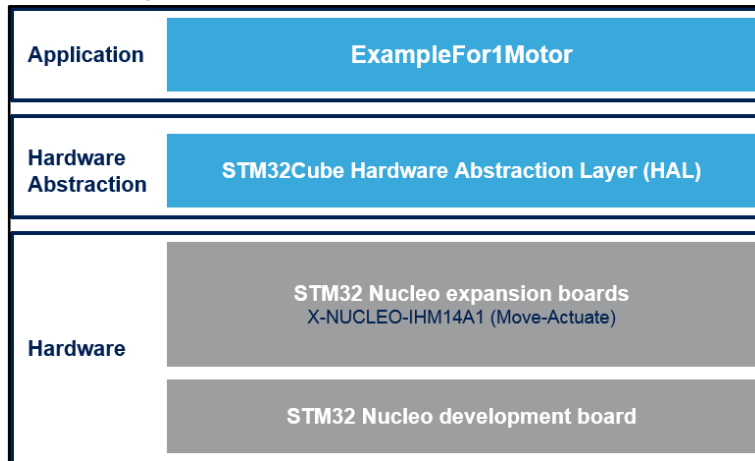 Application
ExampleFor1Motor
Hardware
Abstraction
STM32Cube Hardware Abstraction Layer (HAL)
Hardware
STM32 Nucleo expansion boards
X-NUCLEO-IHM14A1 (Move-Actuate)
STM32 Nucleo development board